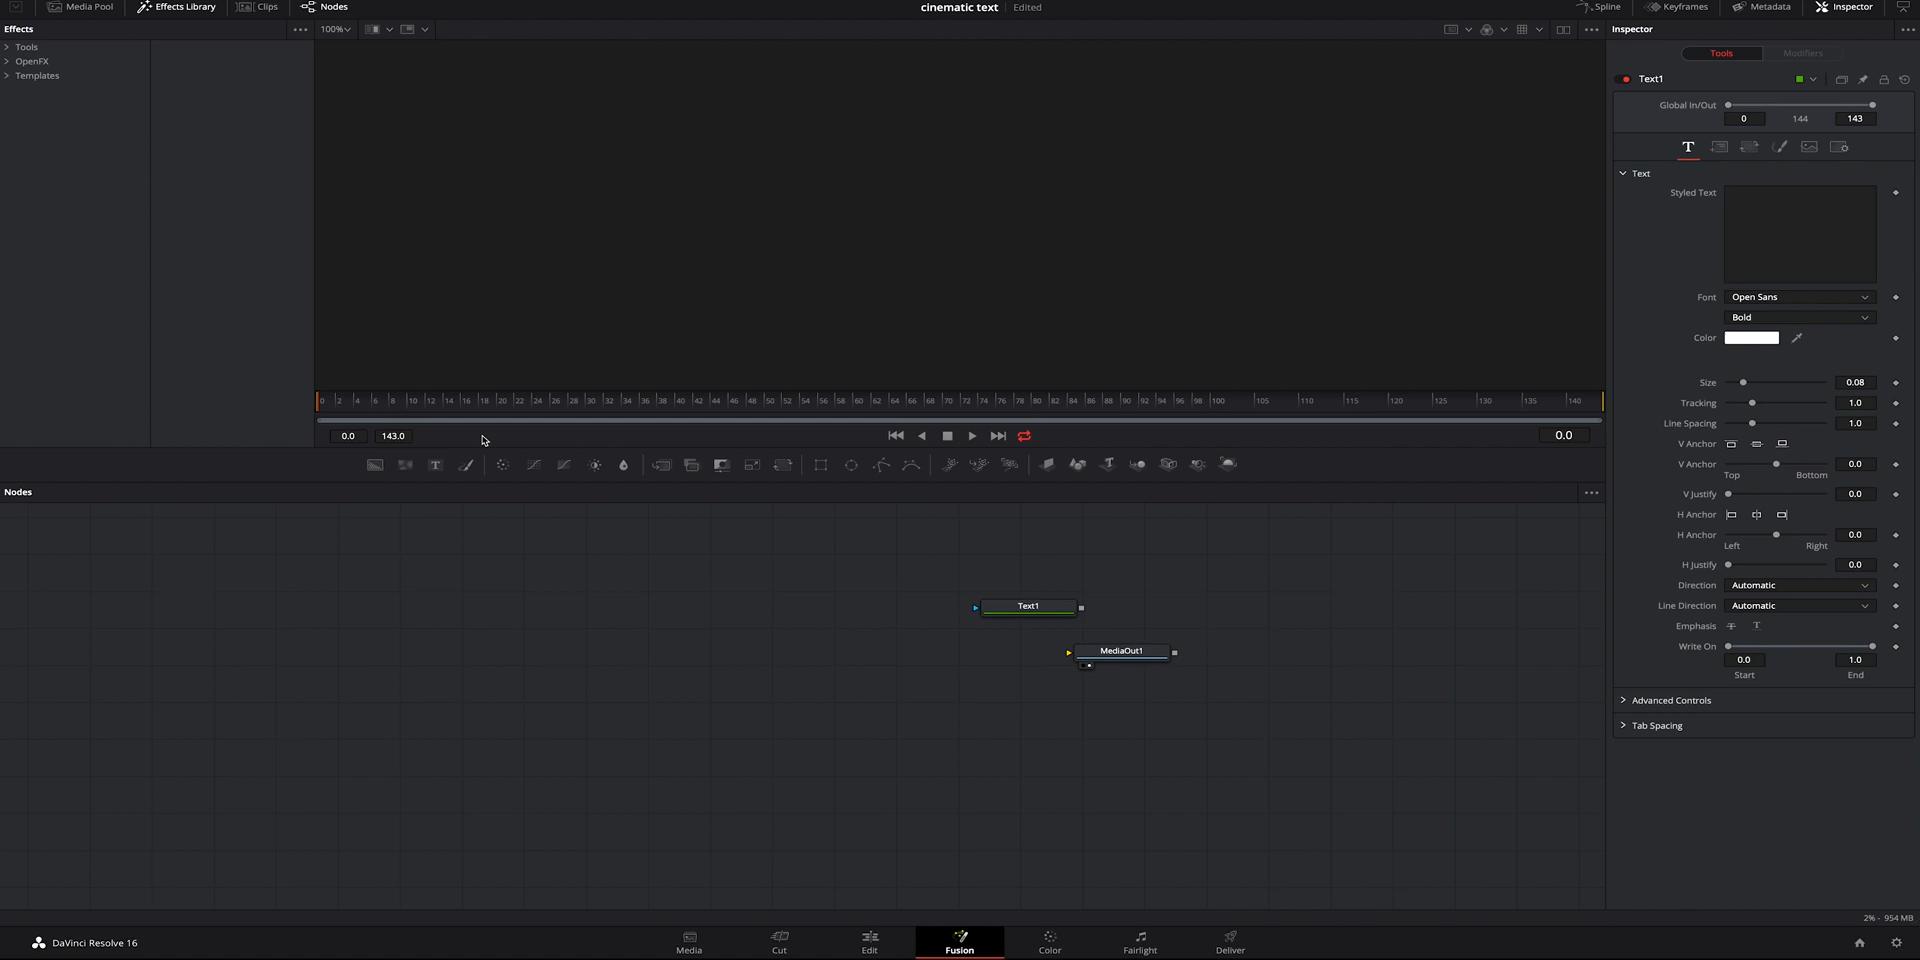 Media Pool
Effects Library
Clips
Nodes
cinematic text
Edited
Spline
Keyframes
Metadata
Inspector
Effects
100%
Inspector
Tools
OpenFX
Templates
Tools
Modifiers
Text1
Global In/Out
0
144
143
T
Text
Styled Text
Font
Open Sans
Bold
Color
Size
0.08
Tracking
1.0
Line Spacing
1.0
V Anchor
V Anchor
0.0
Top
Bottom
V Justify
0.0
H Anchor
H Anchor
0.0
Left
Right
H Justify
0.0
Direction
Automatic
Line Direction
Automatic
Emphasis
T
T
Write On
0.0
1.0
Start
End
Advanced Controls
Tab Spacing
0 2 4 6 8 10 12 14 16 18 20 22 24 26 28 30 32 34 36 38 40 42 44 46 48 50 52 54 56 58 60 62 64 66 68 70 72 74 76 78 80 82 84 86 88 90 92 94 96 98 100 105 110 115 120 125 130 135 140
0.0
143.0
0.0
T
T
Nodes
Text1
MediaOut1
2% - 954 MB
DaVinci Resolve 16
Media
Cut
Edit
Fusion
Color
Fairlight
Deliver